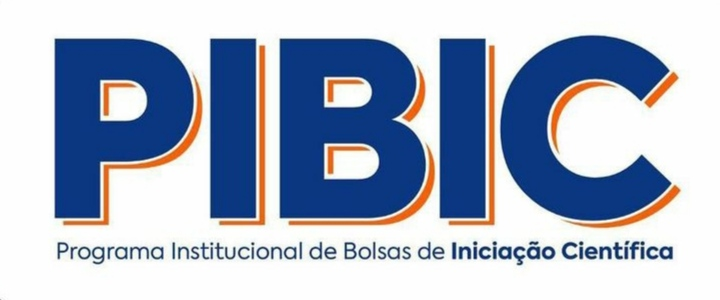 PIBIC
Programa Institucional de Bolsas de Iniciação Científica